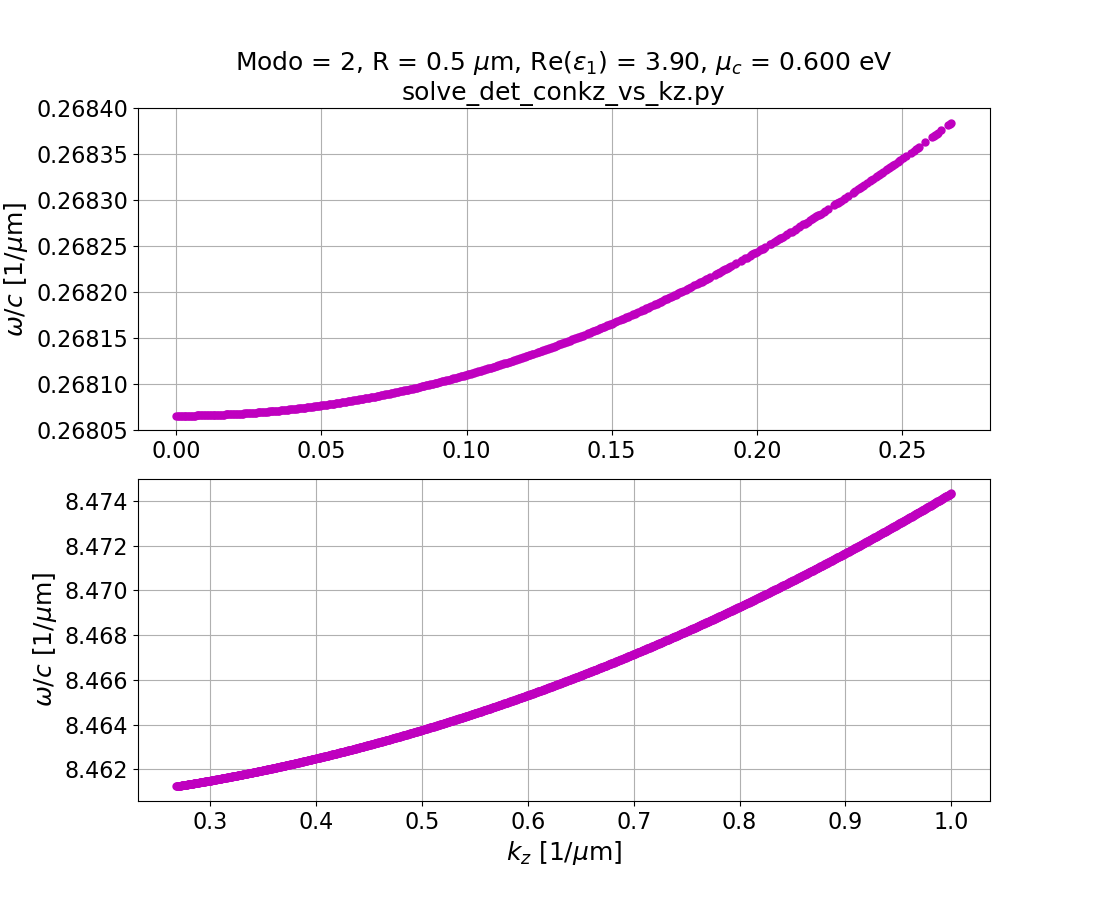 Modo = 2, R = 0.5 μm, Re(ε₁) = 3.90, μ_c = 0.600 eV
solve_det_conkz_vs_kz.py
ω/c [1/μm]
0.26840
0.26835
0.26830
0.26825
0.26820
0.26815
0.26810
0.26805
0.00 0.05 0.10 0.15 0.20 0.25
ω/c [1/μm]
8.474
8.472
8.470
8.468
8.466
8.464
8.462
0.3 0.4 0.5 0.6 0.7 0.8 0.9 1.0
k_z [1/μm]